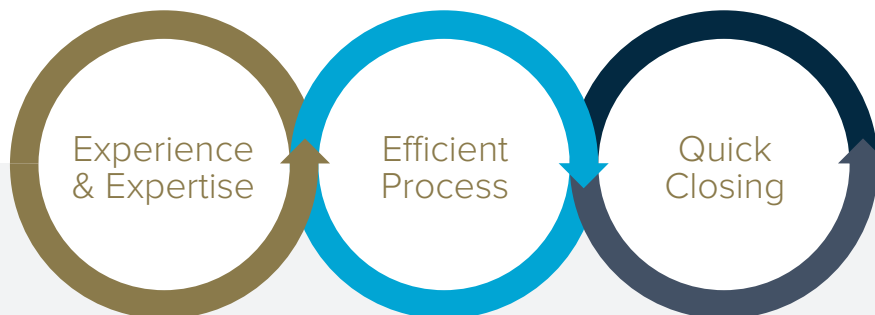 Experience
& Expertise
Efficient
Process
Quick
Closing